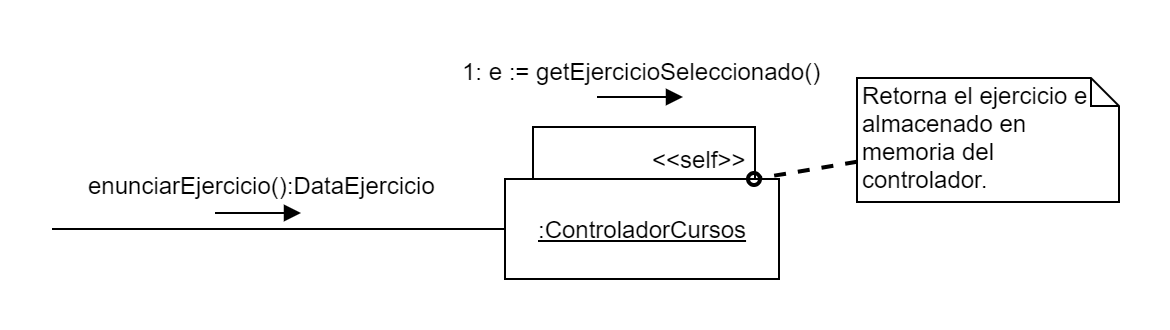 1: e := getEjercicioSeleccionado()
Retorna el ejercicio e
almacenado en
memoria del
controlador.
<<self>>
enunciarEjercicio():DataEjercicio
:ControladorCursos